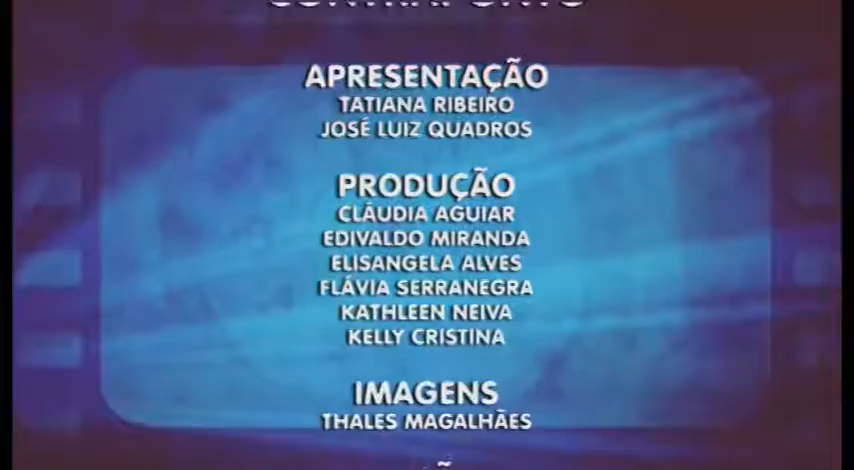 APRESENTAÇÃO
TATIANA RIBEIRO
JOSÉ LUIZ QUADROS
PRODUÇÃO
CLÁUDIA AGUIAR
EDIVALDO MIRANDA
ELISANGELA ALVES
FLÁVIA SERRANEGRA
KATHLEEN NEIVA
KELLY CRISTINA
IMAGENS
THALES MAGALHÃES